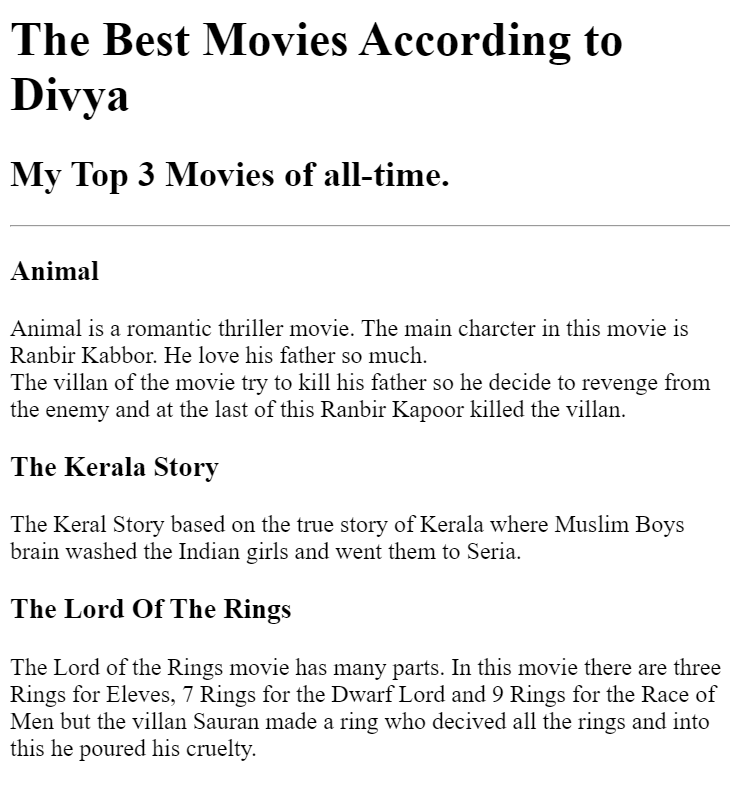 The Best Movies According to
Divya
My Top 3 Movies of all-time.
Animal
Animal is a romantic thriller movie. The main charcter in this movie is
Ranbir Kabbor. He love his father so much.
The villan of the movie try to kill his father so he decide to revenge from
the enemy and at the last of this Ranbir Kapoor killed the villan.
The Kerala Story
The Keral Story based on the true story of Kerala where Muslim Boys
brain washed the Indian girls and went them to Seria.
The Lord Of The Rings
The Lord of the Rings movie has many parts. In this movie there are three
Rings for Eleves, 7 Rings for the Dwarf Lord and 9 Rings for the Race of
Men but the villan Sauran made a ring who decived all the rings and into
this he poured his cruelty.